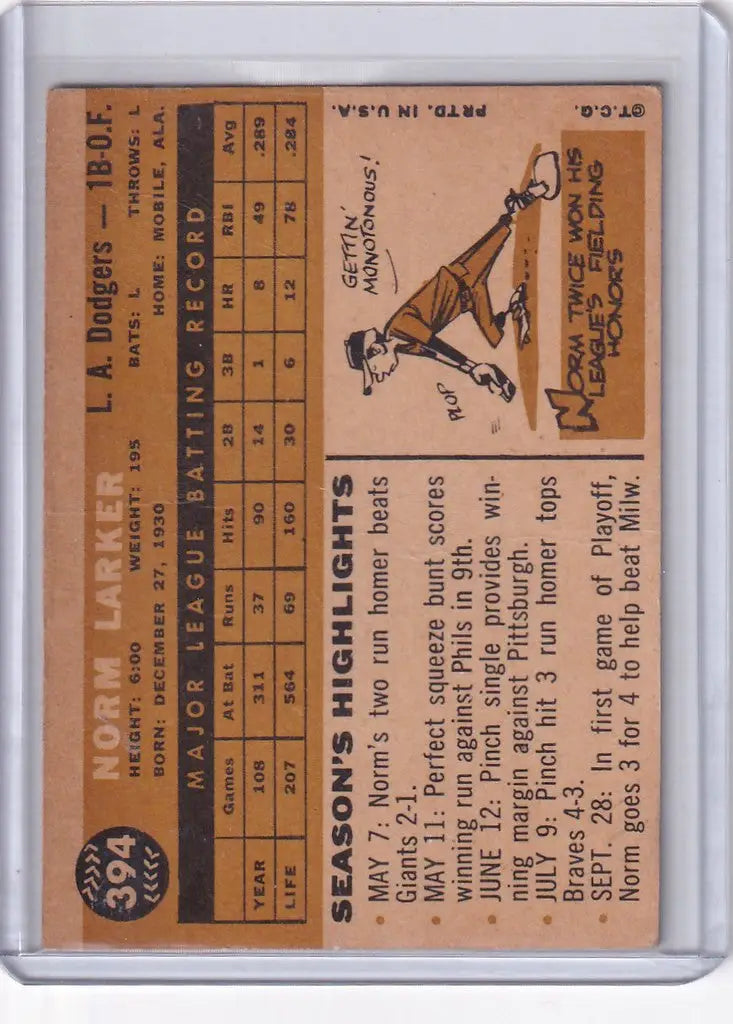 394
NORM LARKER
L. A. Dodgers — 1B-O.F.
HEIGHT: 6:00 WEIGHT: 195 BATS: L THROWS: L
BORN: DECEMBER 27, 1930 HOME: MOBILE, ALA.
MAJOR LEAGUE BATTING RECORD
Games At Bat Runs Hits 2B 3B HR RBI Avg
YEAR 108 311 37 90 14 1 8 49 .289
LIFE 207 564 69 160 30 6 12 78 .284
SEASON'S HIGHLIGHTS
• MAY 7: Norm's two run homer beats
Giants 2-1.
• MAY 11: Perfect squeeze bunt scores
winning run against Phils in 9th.
• JUNE 12: Pinch single provides win-
ning margin against Pittsburgh.
• JULY 9: Pinch hit 3 run homer tops
Braves 4-3.
• SEPT. 28: In first game of Playoff,
Norm goes 3 for 4 to help beat Milw.
GETTIN'
MONOTONOUS!
PLOP
NORM TWICE WON HIS
LEAGUE'S FIELDING
HONORS
©T.C.G.
PRTD. IN U.S.A.